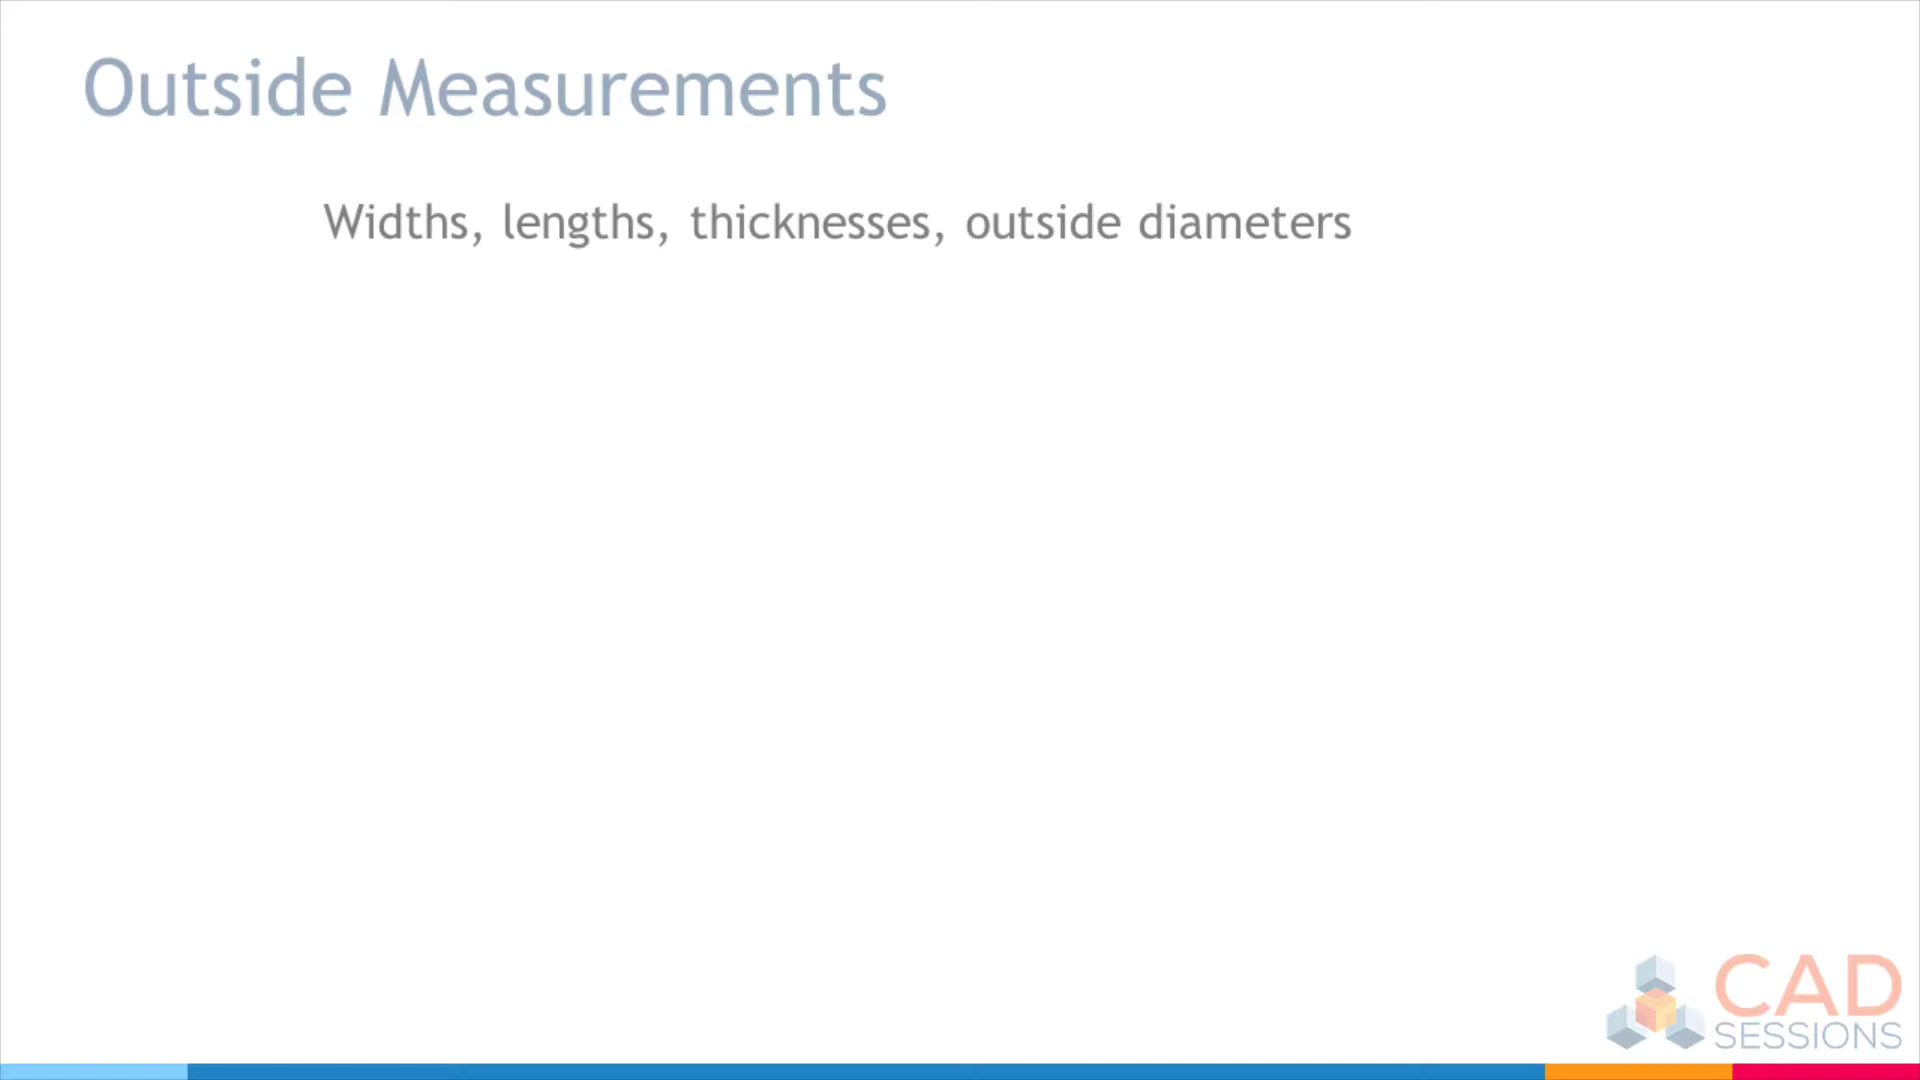 Outside Measurements
Widths, lengths, thicknesses, outside diameters
CAD
SESSIONS